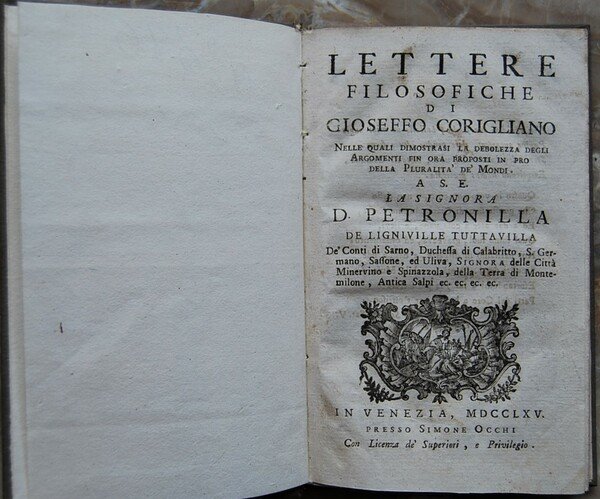 LETTERE
FILOSOFICHE
DI
GIOSEFFO CORIGLIANO
NELLE QUALI DIMOSTRASI LA DEBOLEZZA DEGLI
ARGOMENTI FIN ORA PROPOSTI IN PRO
DELLA PLURALITA' DE' MONDI.
A S. E.
LA SIGNORA
D. PETRONILLA
DE LIGNIVILLE TUTTAVILLA
De' Conti di Sarno, Duchessa di Calabritto, S. Ger-
mano, Sassone, ed Uliva, SIGNORA delle Città
Minervino e Spinazzola, della Terra di Monte-
milone, Antica Salpi ec. ec. ec. ec.
IN VENEZIA, MDCCLXV.
PRESSO SIMONE OCCHI
Con Licenza de' Superiori, e Privilegio.